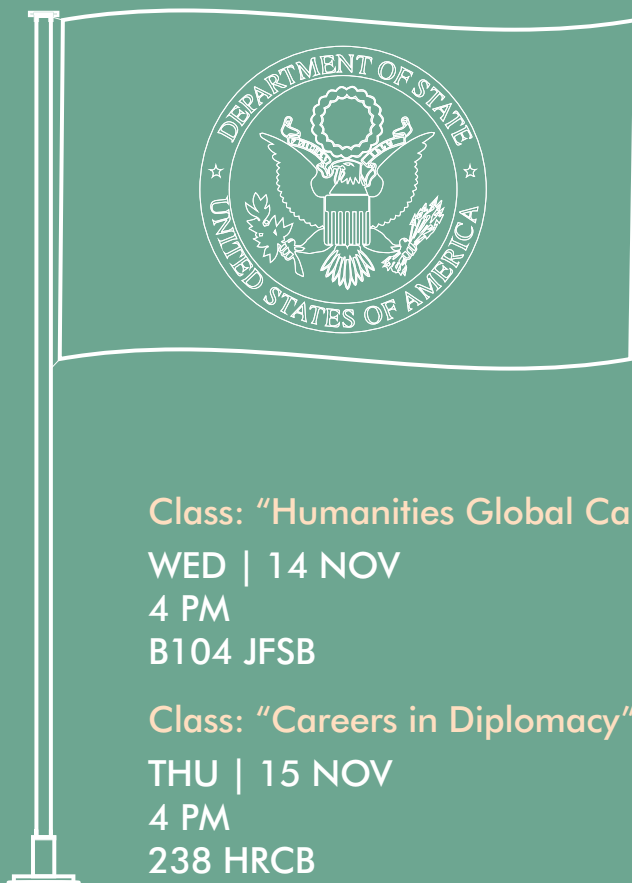 DEPARTMENT OF STATE
UNITED STATES OF AMERICA
Class: “Humanities Global Ca
WED | 14 NOV
4 PM
B104 JFSB
Class: “Careers in Diplomacy”
THU | 15 NOV
4 PM
238 HRCB